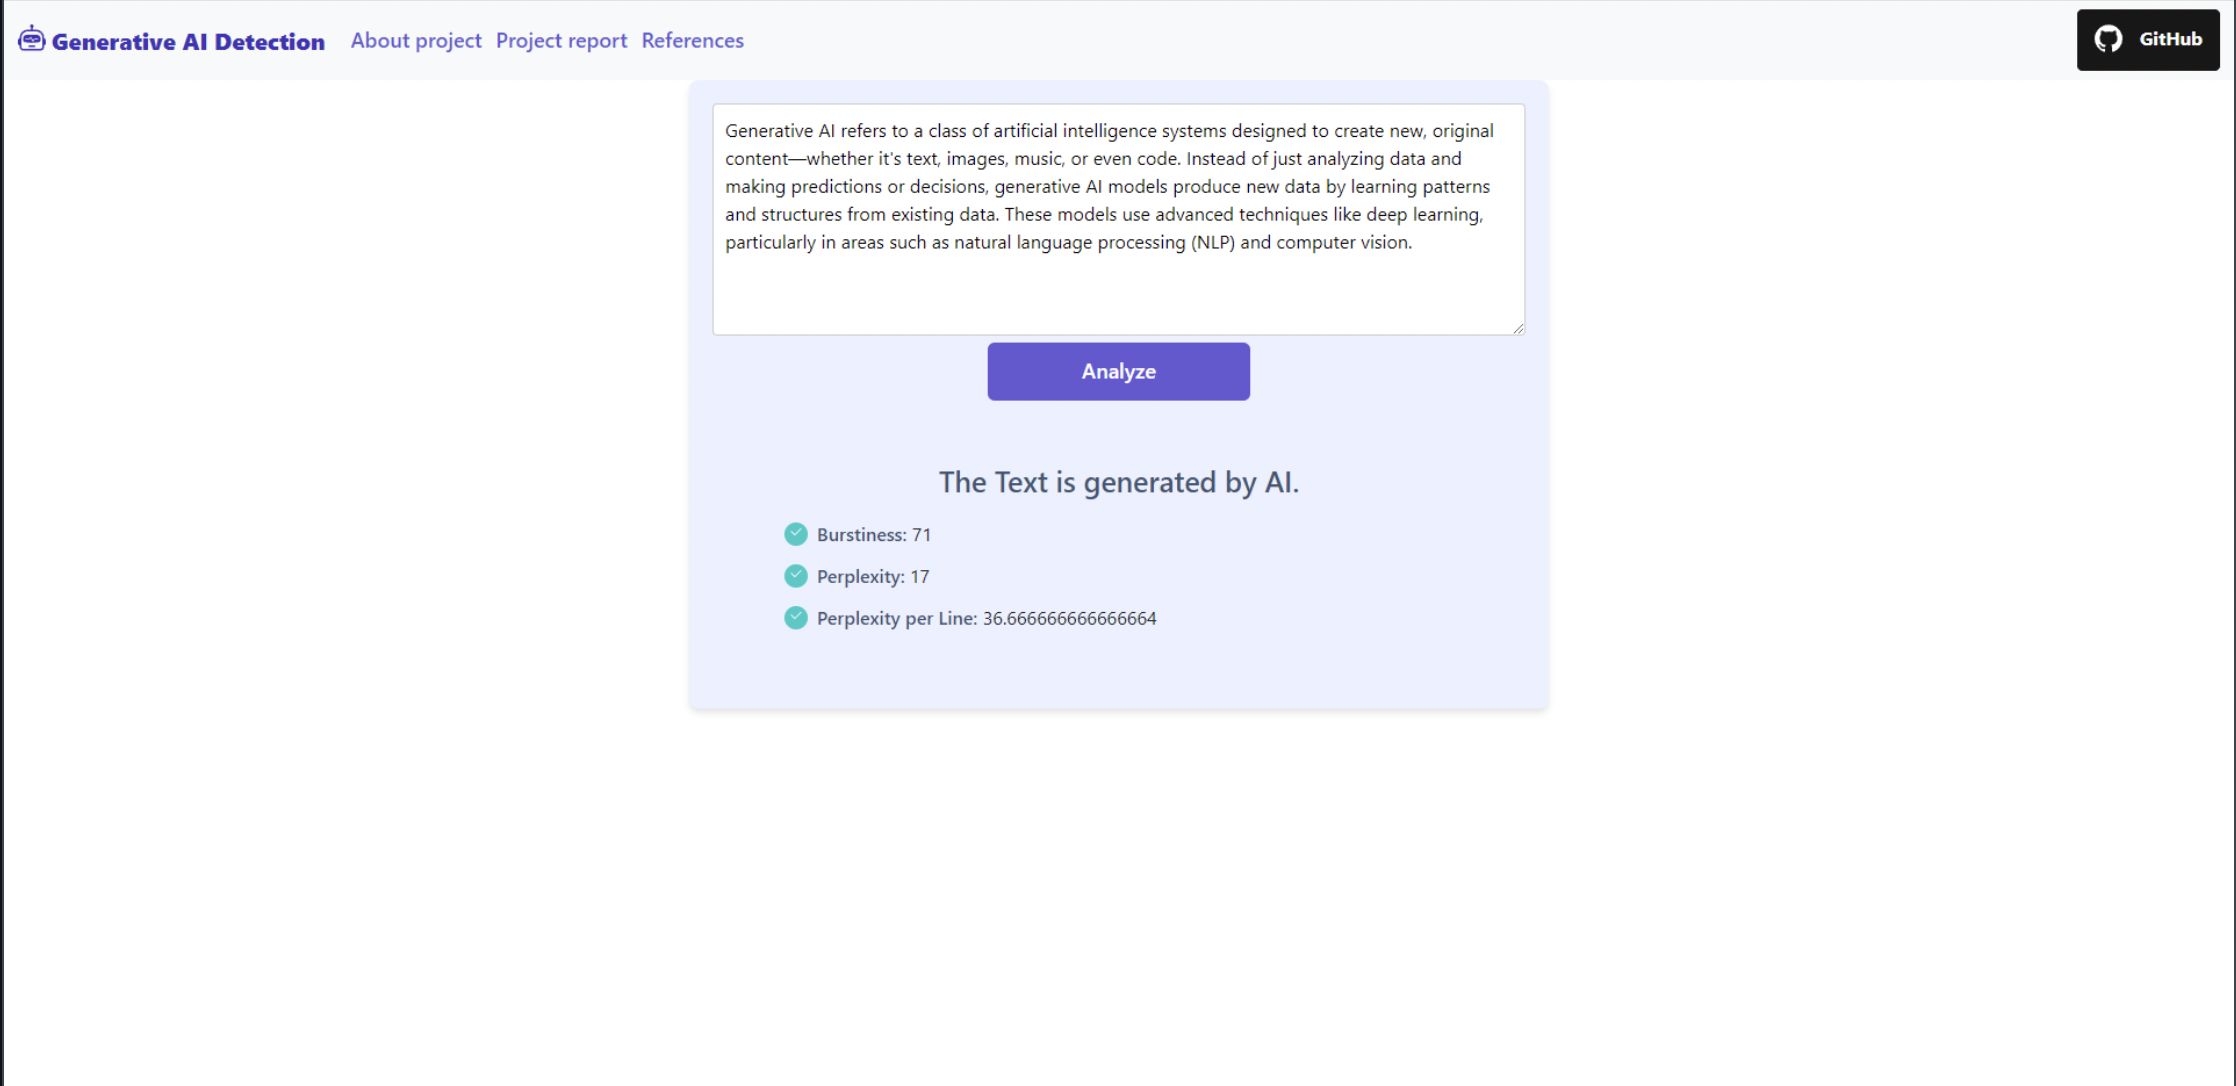 Generative AI Detection About project Project report References GitHub
Generative AI refers to a class of artificial intelligence systems designed to create new, original
content—whether it's text, images, music, or even code. Instead of just analyzing data and
making predictions or decisions, generative AI models produce new data by learning patterns
and structures from existing data. These models use advanced techniques like deep learning,
particularly in areas such as natural language processing (NLP) and computer vision.
Analyze
The Text is generated by AI.
Burstiness: 71
Perplexity: 17
Perplexity per Line: 36.666666666666664